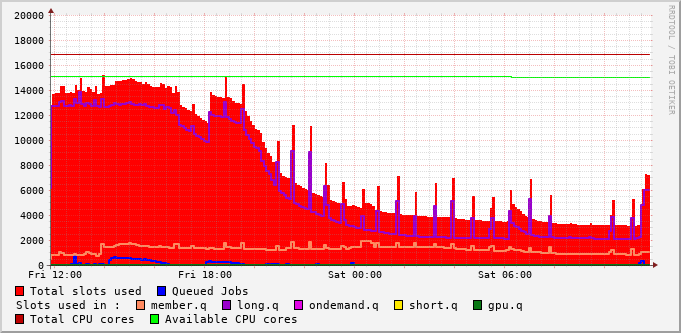 20000
18000
16000
14000
12000
10000
8000
6000
4000
2000
0
Fri 12:00 Fri 18:00 Sat 00:00 Sat 06:00
RRDTOOL / TOBI OETIKER
Total slots used Queued Jobs
Slots used in : member.q long.q ondemand.q short.q gpu.q
Total CPU cores Available CPU cores